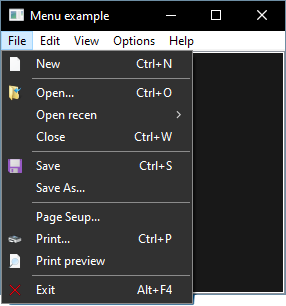 Menu example
File Edit View Options Help
New Ctrl+N
Open... Ctrl+O
Open recen
Close Ctrl+W
Save Ctrl+S
Save As...
Page Seup...
Print... Ctrl+P
Print preview
Exit Alt+F4